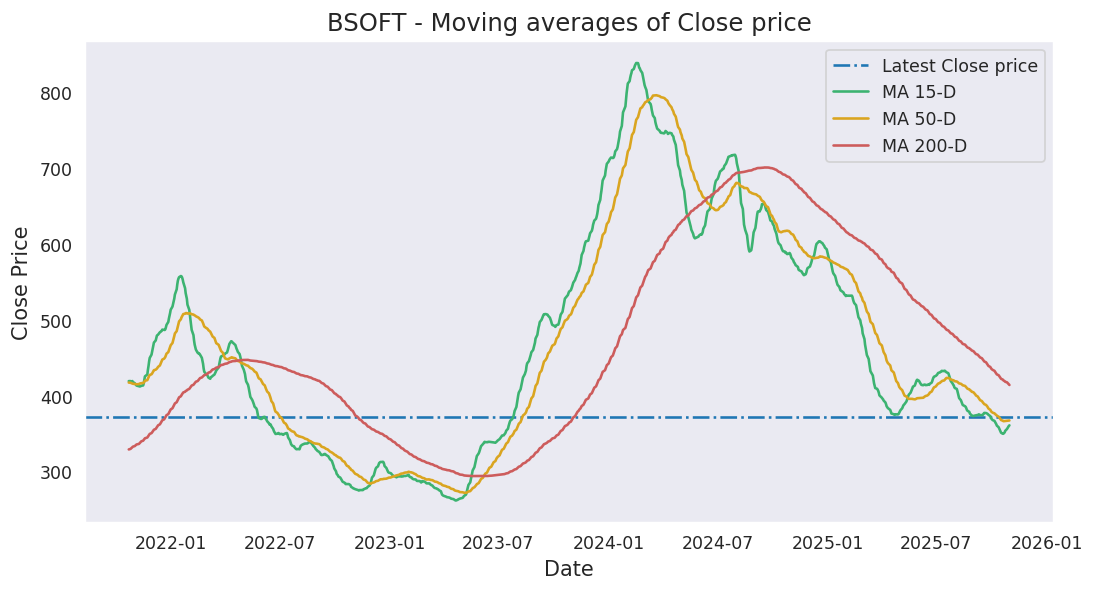 BSOFT - Moving averages of Close price
Latest Close price
MA 15-D
MA 50-D
MA 200-D
Close Price
800
700
600
500
400
300
2022-01 2022-07 2023-01 2023-07 2024-01 2024-07 2025-01 2025-07 2026-01
Date